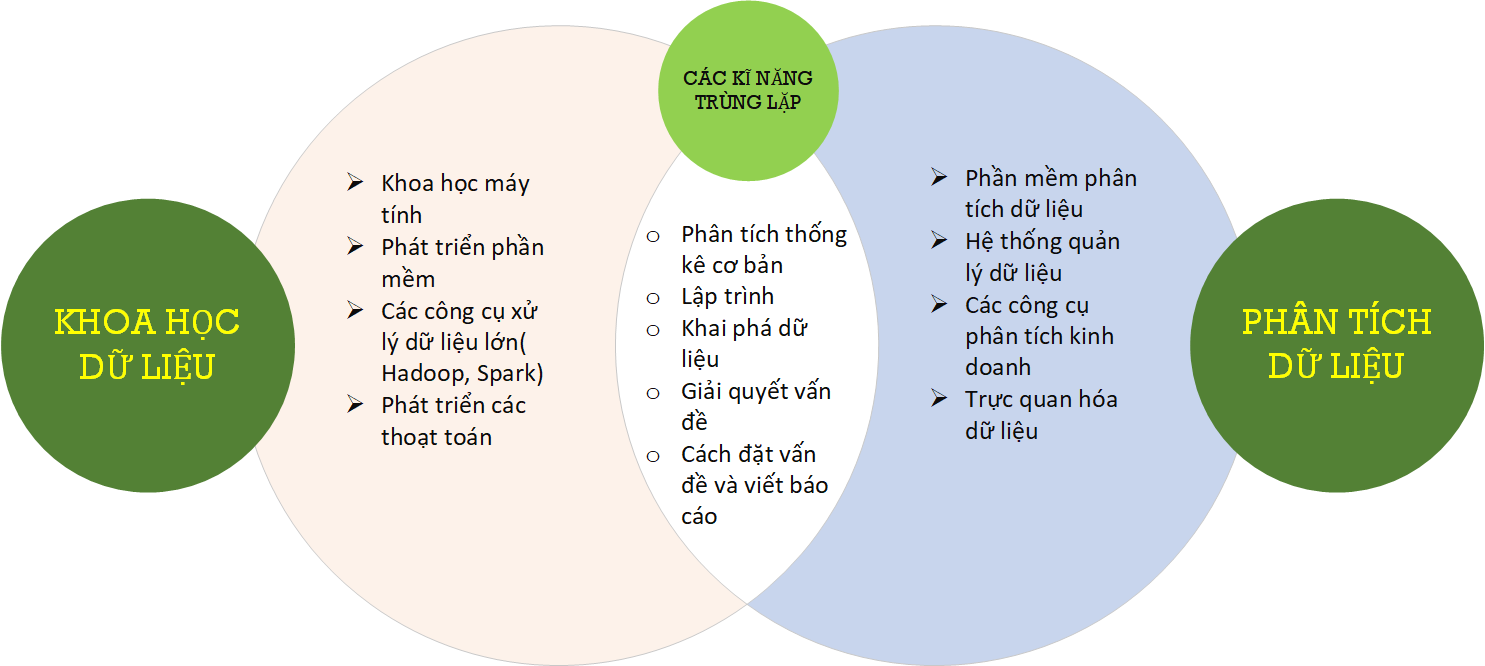 CÁC KĨ NĂNG
TRÙNG LẶP
KHOA HỌC
DỮ LIỆU
Khoa học máy
tính
Phát triển phần
mềm
Các công cụ xử
lý dữ liệu lớn(
Hadoop, Spark)
Phát triển các
thoạt toán
Phân tích thống
kê cơ bản
Lập trình
Khai phá dữ
liệu
Giải quyết vấn
đề
Cách đặt vấn
đề và viết báo
cáo
Phần mềm phân
tích dữ liệu
Hệ thống quản
lý dữ liệu
Các công cụ
phân tích kinh
doanh
Trực quan hóa
dữ liệu
PHÂN TÍCH
DỮ LIỆU